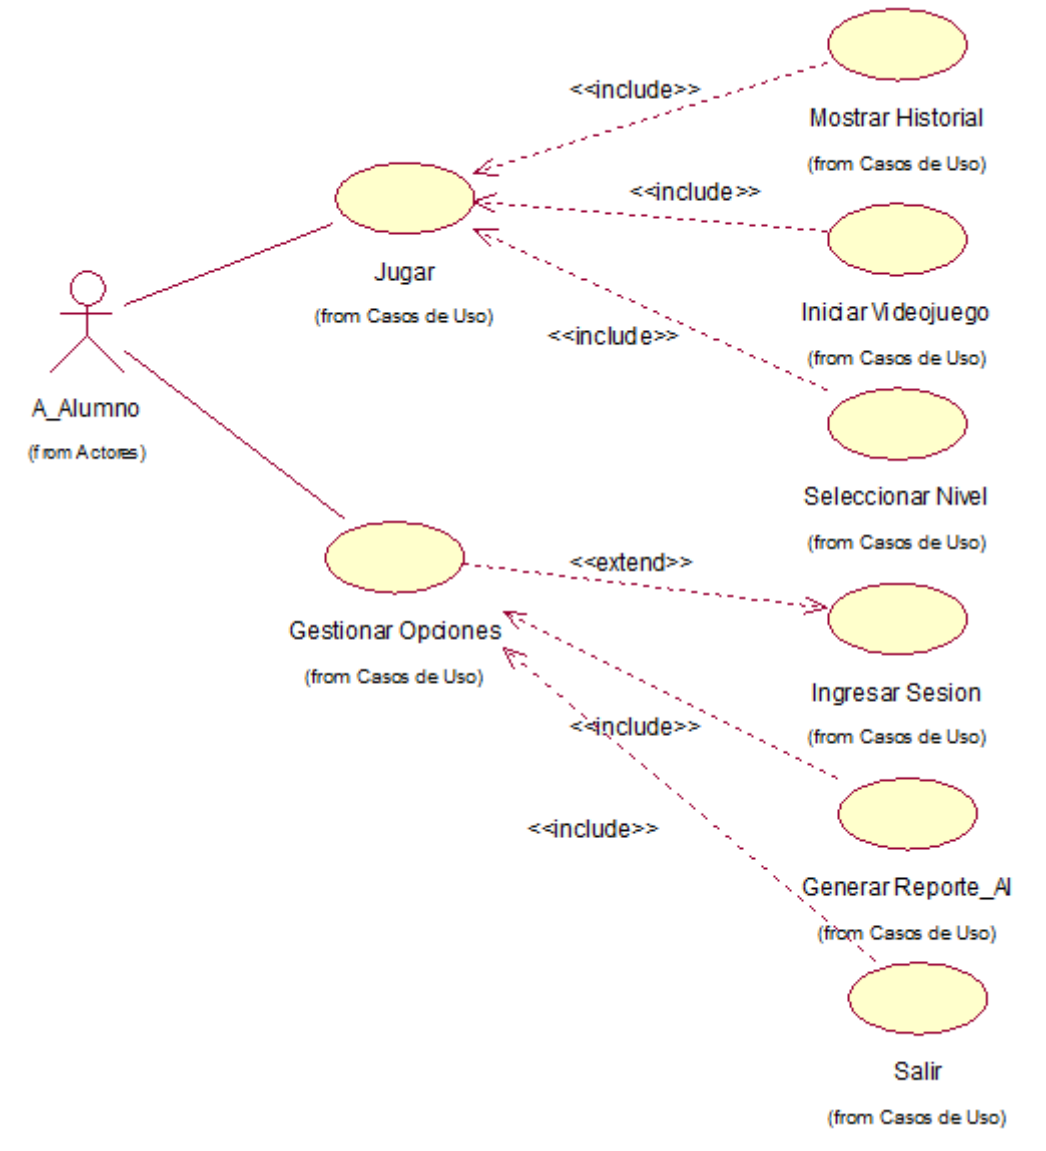 <<include>>
Mostrar Historial
(from Casos de Uso)
<<include>>
Jugar
(from Casos de Uso)
Iniciar Videojuego
(from Casos de Uso)
<<include>>
A_Alumno
(from Actores)
Seleccionar Nivel
(from Casos de Uso)
<<extend>>
Gestionar Opciones
(from Casos de Uso)
Ingresar Sesion
(from Casos de Uso)
<<include>>
<<include>>
Generar Reporte_Al
(from Casos de Uso)
Salir
(from Casos de Uso)